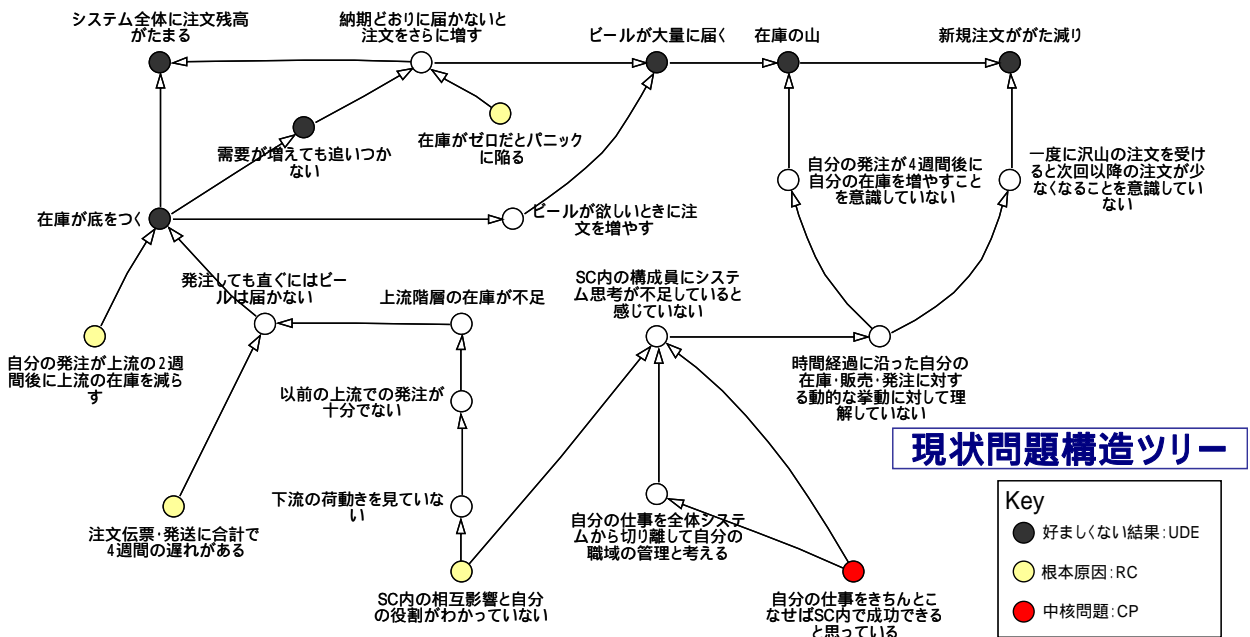 システム全体に注文残高
がたまる
納期どおりに届かないと
注文をさらに増す
ビールが大量に届く
在庫の山
新規注文ががた減り
需要が増えても追いつか
ない
在庫がゼロだとパニック
に陥る
自分の発注が4週間後に
自分の在庫を増やすこと
を意識していない
一度に沢山の注文を受け
ると次回以降の注文が少
なくなることを意識してい
ない
在庫が底をつく
ビールが欲しいときに注
文を増やす
発注しても直ぐにはビー
ルは届かない
上流階層の在庫が不足
SC内の構成員にシステ
ム思考が不足していると
感じていない
自分の発注が上流の2週
間後に上流の在庫を減ら
す
以前の上流での発注が
十分でない
時間経過に沿った自分の
在庫・販売・発注に対す
る動的な挙動に対して理
解していない
現状問題構造ツリー
下流の荷動きを見ていな
い
注文伝票・発送に合計で
4週間の遅れがある
自分の仕事を全体システ
ムから切り離して自分の
職域の管理と考える
SC内の相互影響と自分
の役割がわかっていない
自分の仕事をきちんとこ
なせばSC内で成功できる
と思っている
Key
好ましくない結果:UDE
根本原因:RC
中核問題:CP